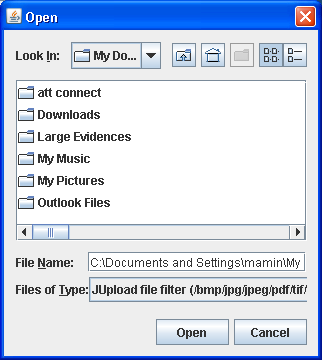 Open
Look In: My Do...
att connect
Downloads
Large Evidences
My Music
My Pictures
Outlook Files
File Name: C:\Documents and Settings\mamin\My
Files of Type: JUpload file filter (/bmp/jpg/jpeg/pdf/tif/
Open Cancel